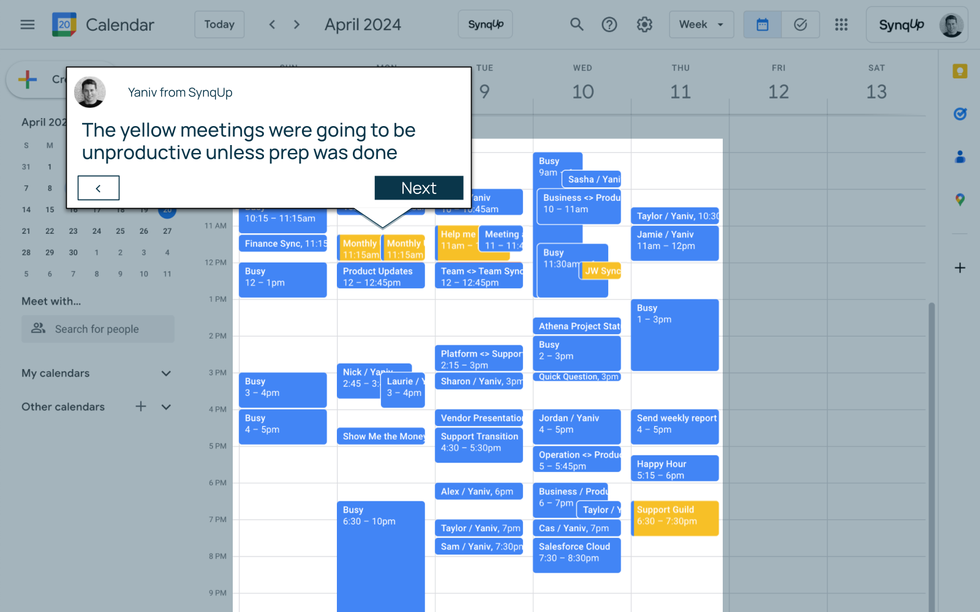 Calendar
Today
April 2024
SynqUp
Week
SynqUp
Yaniv from SynqUp
The yellow meetings were going to be
unproductive unless prep was done
Next
TUE
WED
THU
FRI
SAT
9
10
11
12
13
April 202
S M
31 1
7 8
14 15 16 17 18 19 20
21 22 23 24 25 26 27
28 29 30 1 2 3 4
5 6 7 8 9 10 11
Meet with...
Search for people
My calendars
Other calendars
11 AM
12 PM
1 PM
2 PM
3 PM
4 PM
5 PM
6 PM
7 PM
8 PM
9 PM
10:15 – 11:15am
Finance Sync, 11:15
Busy
12 – 1pm
Busy
3 – 4pm
Busy
4 – 5pm
Monthly
11:15am
Monthly
11:15am
Product Updates
12 – 12:45pm
Nick / Yaniv
2:45 – 3:
Laurie / Y
3 – 4pm
Show Me the Money
Busy
6:30 – 10pm
Help me
11am –
Meeting
11 – 11:4
Team <> Team Sync
12 – 12:45pm
Platform <> Suppor
2:15 – 3pm
Sharon / Yaniv, 3pm
Vendor Presentation
Support Transition
4:30 – 5:30pm
Alex / Yaniv, 6pm
Taylor / Yaniv, 7pm
Sam / Yaniv, 7:30pm
Busy
9am
Sasha / Yani
Business <> Produ
10 – 11am
Busy
11:30am
JW Sync
Athena Project Stat
Busy
2 – 3pm
Quick Question, 3pm
Jordan / Yaniv
4 – 5pm
Operation <> Produ
5 – 5:45pm
Business / Produ
6 – 7pm
Taylor / Y
Cas / Yaniv, 7pm
Salesforce Cloud
7:30 – 8:30pm
Taylor / Yaniv, 10:30
Jamie / Yaniv
11am – 12pm
Busy
1 – 3pm
Send weekly report
4 – 5pm
Happy Hour
5:15 – 6pm
Support Guild
6:30 – 7:30pm